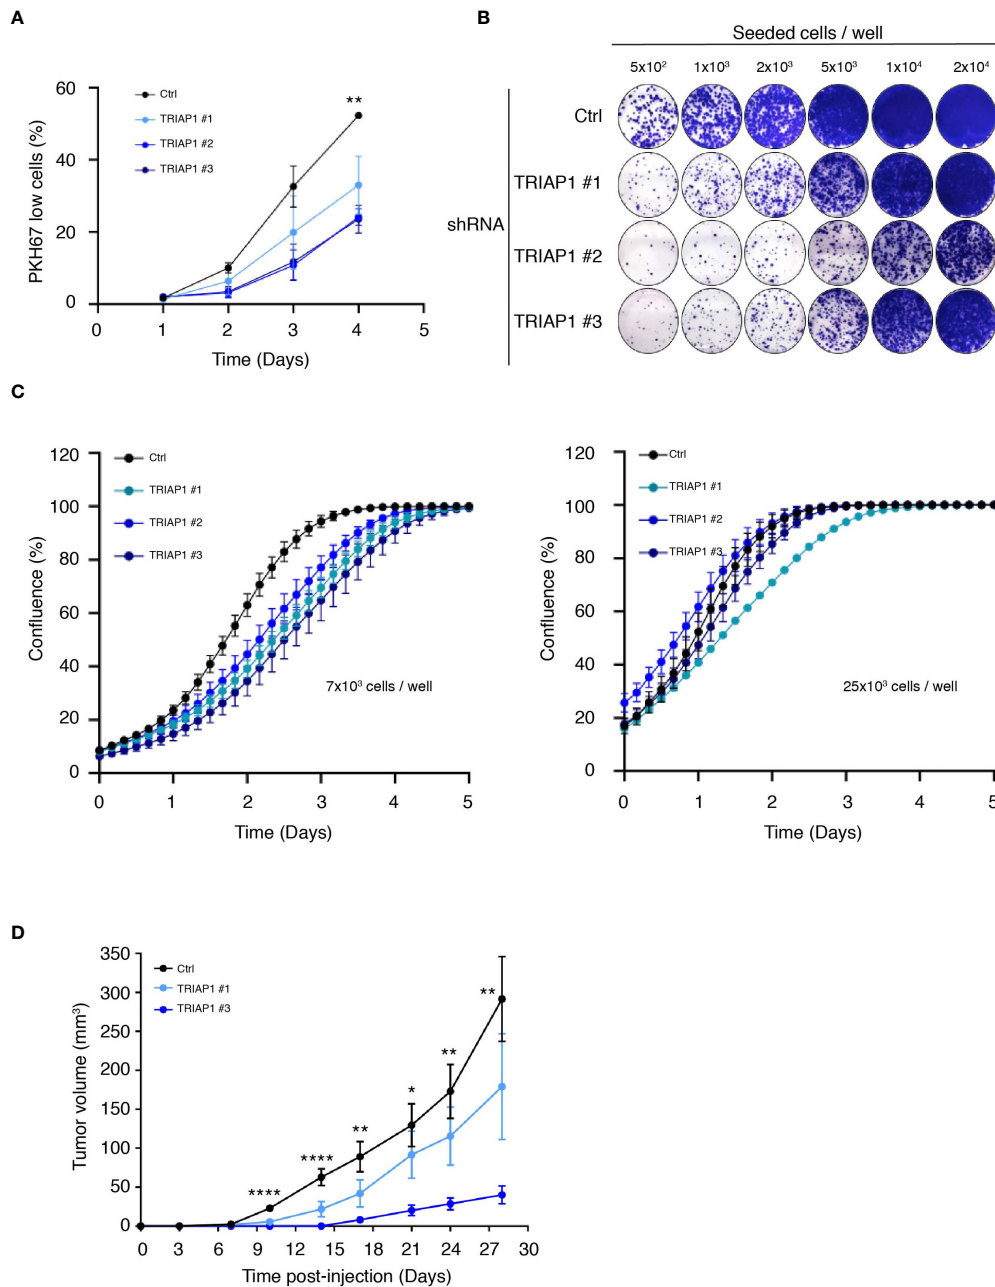 A
60
40
20
0
PKH67 low cells (%)
Ctrl
TRIAP1 #1
TRIAP1 #2
TRIAP1 #3
**
0 1 2 3 4 5
Time (Days)
B
Seeded cells / well
5x10² 1x10³ 2x10³ 5x10³ 1x10⁴ 2x10⁴
shRNA
Ctrl
TRIAP1 #1
TRIAP1 #2
TRIAP1 #3
C
120
100
80
60
40
20
0
Confluence (%)
Ctrl
TRIAP1 #1
TRIAP1 #2
TRIAP1 #3
7x10³ cells / well
0 1 2 3 4 5
Time (Days)
120
100
80
60
40
20
0
Confluence (%)
Ctrl
TRIAP1 #1
TRIAP1 #2
TRIAP1 #3
25x10³ cells / well
0 1 2 3 4 5
Time (Days)
D
350
300
250
200
150
100
50
0
Tumor volume (mm³)
Ctrl
TRIAP1 #1
TRIAP1 #3
**** **** ** * ** **
0 3 6 9 12 15 18 21 24 27 30
Time post-injection (Days)